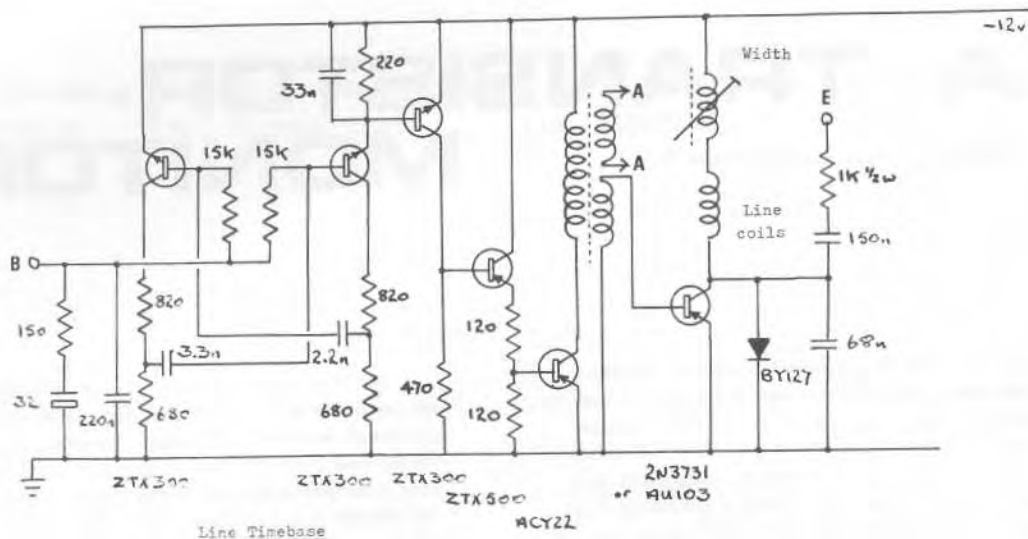 -12v
220
Width
33n
A
E
15k 15k
A
1K ½w
Line
coils
150n
B
820
820
150
120
3.3n
2.2n
68n
BY127
32
220n
680
680
470
120
ZTX300
ZTX300
ZTX300
ZTX500
ACY22
2N3731
or AU103
Line Timebase